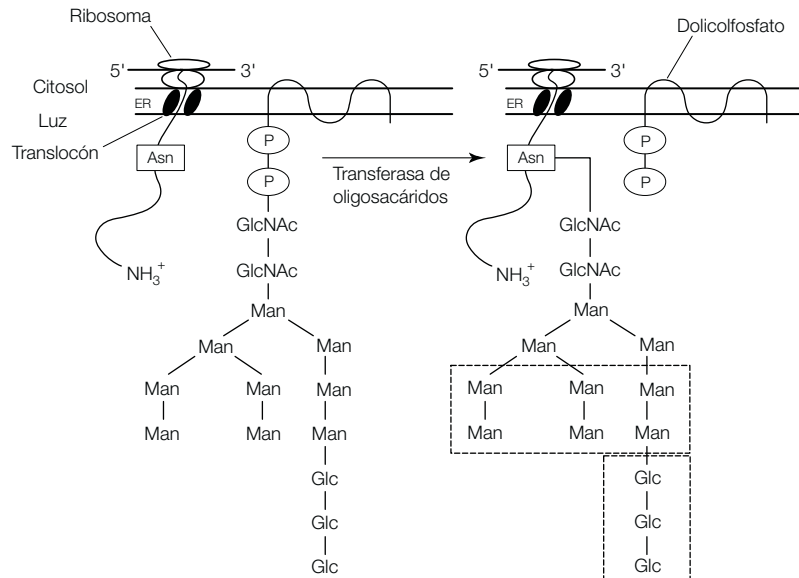 Ribosoma
Dolicolfosfato
5' 3' 5' 3'
Citosol
ER ER
Luz
Translocón
P P
Asn Asn
P Transferasa de P
oligosacáridos
GlcNAc GlcNAc
NH3+ GlcNAc NH3+ GlcNAc
Man Man
Man Man Man Man
Man Man Man Man Man Man
Man Man Man Man Man Man
Glc Glc
Glc Glc
Glc Glc